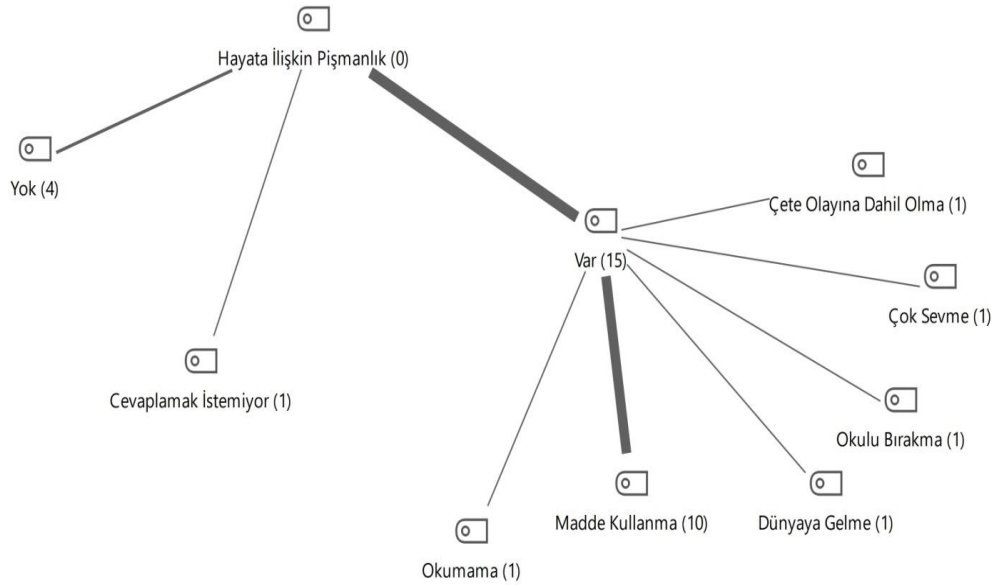 Hayata İlişkin Pişmanlık (0)
Yok (4)
Çete Olayına Dahil Olma (1)
Var (15)
Çok Sevme (1)
Cevaplamak İstemiyor (1)
Okulu Bırakma (1)
Madde Kullanma (10)
Dünyaya Gelme (1)
Okumama (1)